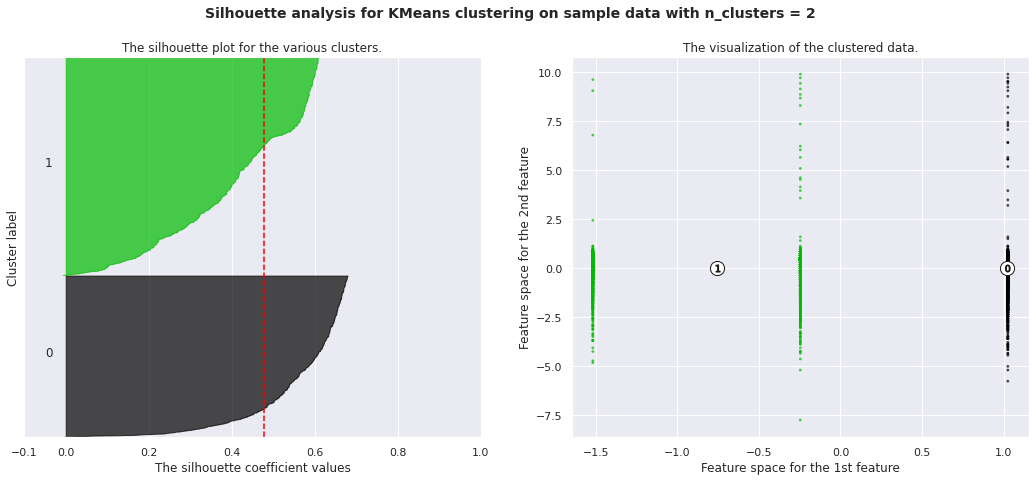 Silhouette analysis for KMeans clustering on sample data with n_clusters = 2
The silhouette plot for the various clusters.
Cluster label
1
0
−0.1 0.0 0.2 0.4 0.6 0.8 1.0
The silhouette coefficient values
The visualization of the clustered data.
Feature space for the 2nd feature
10.0
7.5
5.0
2.5
0.0
−2.5
−5.0
−7.5
1 0
−1.5 −1.0 −0.5 0.0 0.5 1.0
Feature space for the 1st feature